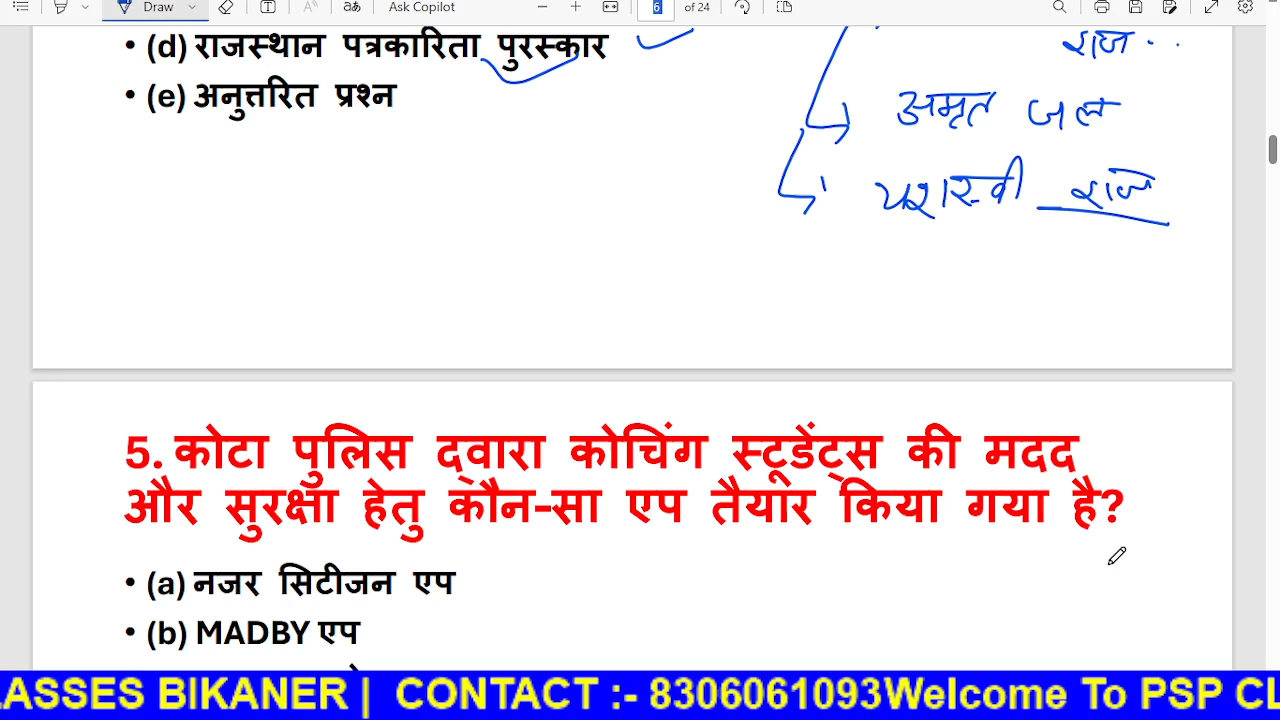 Draw
Ask Copilot
6 of 24
• (d) राजस्थान पत्रकारिता पुरस्कार
राज..
• (e) अनुत्तरित प्रश्न
अमृत जल
यशस्वी राज
5. कोटा पुलिस द्वारा कोचिंग स्टूडेंट्स की मदद
और सुरक्षा हेतु कौन-सा एप तैयार किया गया है?
• (a) नजर सिटीजन एप
• (b) MADBY एप
LASSES BIKANER | CONTACT :- 8306061093Welcome To PSP CL